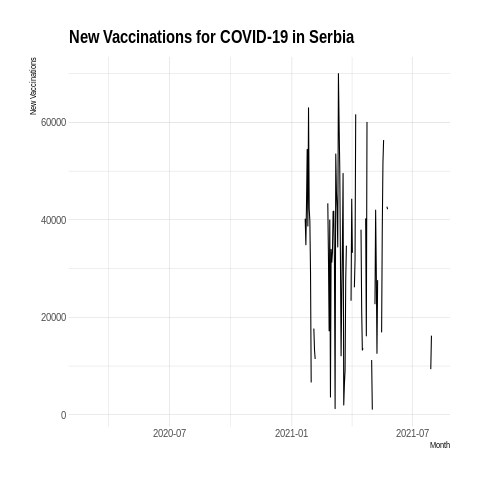 New Vaccinations for COVID-19 in Serbia
New Vaccinations
60000
40000
20000
0
2020-07
2021-01
2021-07
Month